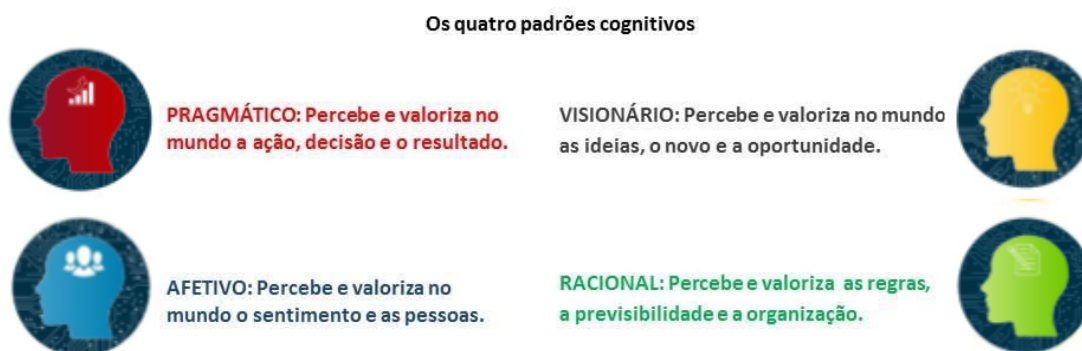 Os quatro padrões cognitivos
PRAGMÁTICO: Percebe e valoriza no
mundo a ação, decisão e o resultado.
VISIONÁRIO: Percebe e valoriza no mundo
as ideias, o novo e a oportunidade.
AFETIVO: Percebe e valoriza no
mundo o sentimento e as pessoas.
RACIONAL: Percebe e valoriza as regras,
a previsibilidade e a organização.